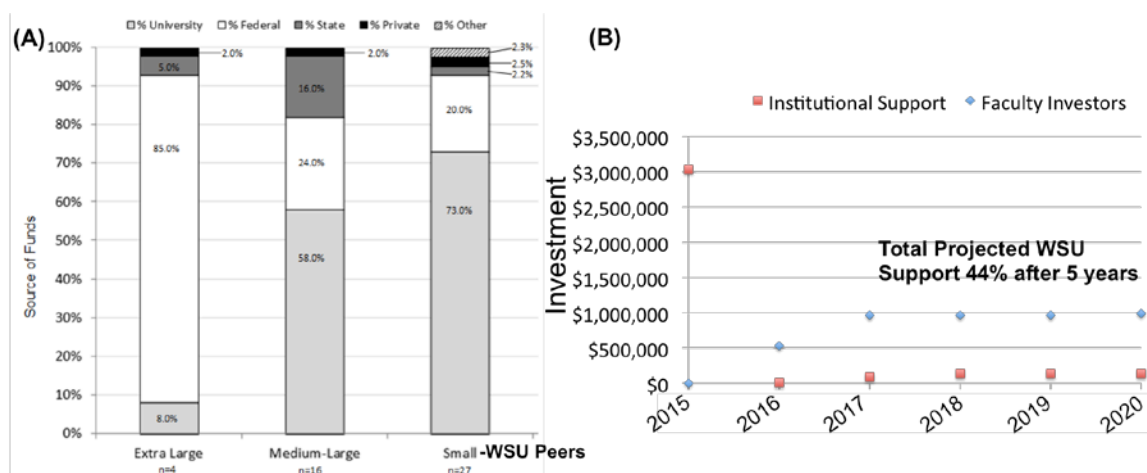 (A)
% University % Federal % State % Private % Other
100%
90%
80%
70%
60%
50%
40%
30%
20%
10%
0%
Source of Funds
2.0%
5.0%
85.0%
8.0%
2.0%
16.0%
24.0%
58.0%
2.3%
2.5%
2.2%
20.0%
73.0%
Extra Large Medium-Large Small -WSU Peers
n=4 n=16 n=27
(B)
Institutional Support Faculty Investors
$3,500,000
$3,000,000
$2,500,000
$2,000,000
$1,500,000
$1,000,000
$500,000
$0
Investment
Total Projected WSU
Support 44% after 5 years
2015 2016 2017 2018 2019 2020